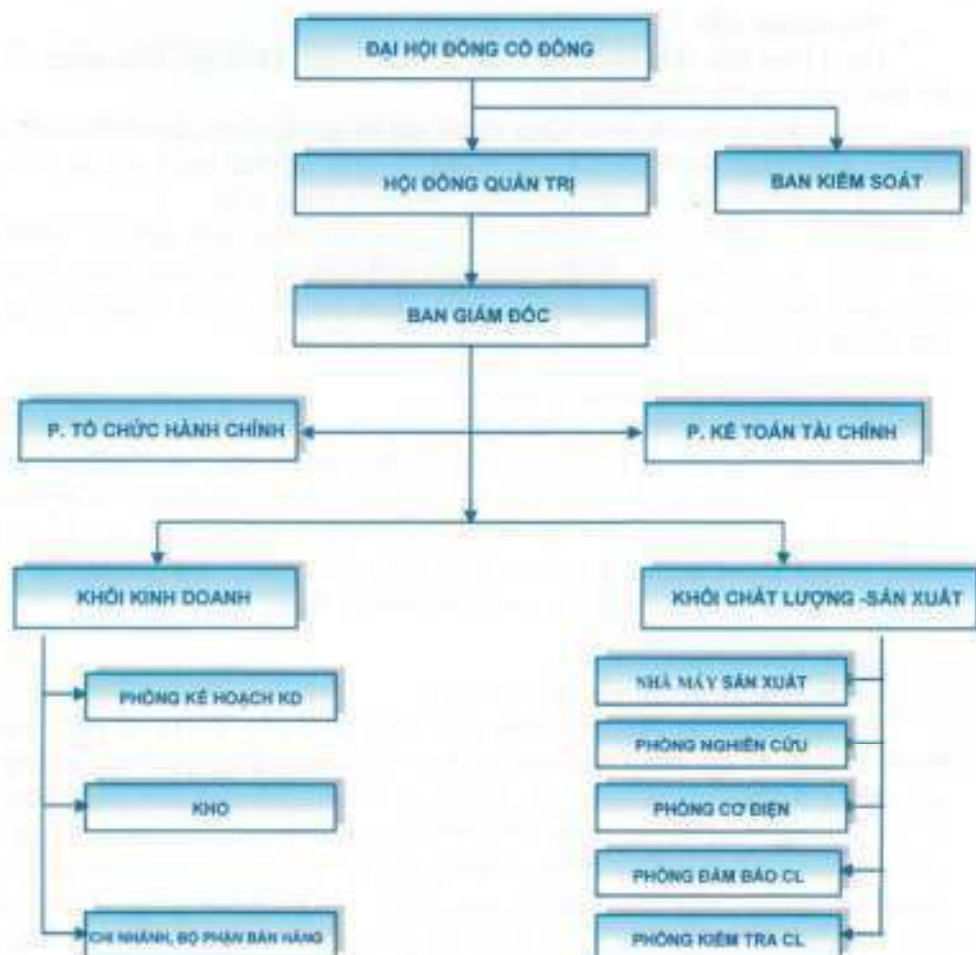 ĐẠI HỘI ĐỒNG CỔ ĐÔNG
HỘI ĐỒNG QUẢN TRỊ
BAN KIỂM SOÁT
BAN GIÁM ĐỐC
P. TỔ CHỨC HÀNH CHÍNH
P. KẾ TOÁN TÀI CHÍNH
KHỐI KINH DOANH
KHỐI CHẤT LƯỢNG -SẢN XUẤT
PHÒNG KẾ HOẠCH KD
KHO
CHI NHÁNH, BỘ PHẬN BÁN HÀNG
NHÀ MÁY SẢN XUẤT
PHÒNG NGHIÊN CỨU
PHÒNG CƠ ĐIỆN
PHÒNG ĐẢM BẢO CL
PHÒNG KIỂM TRA CL